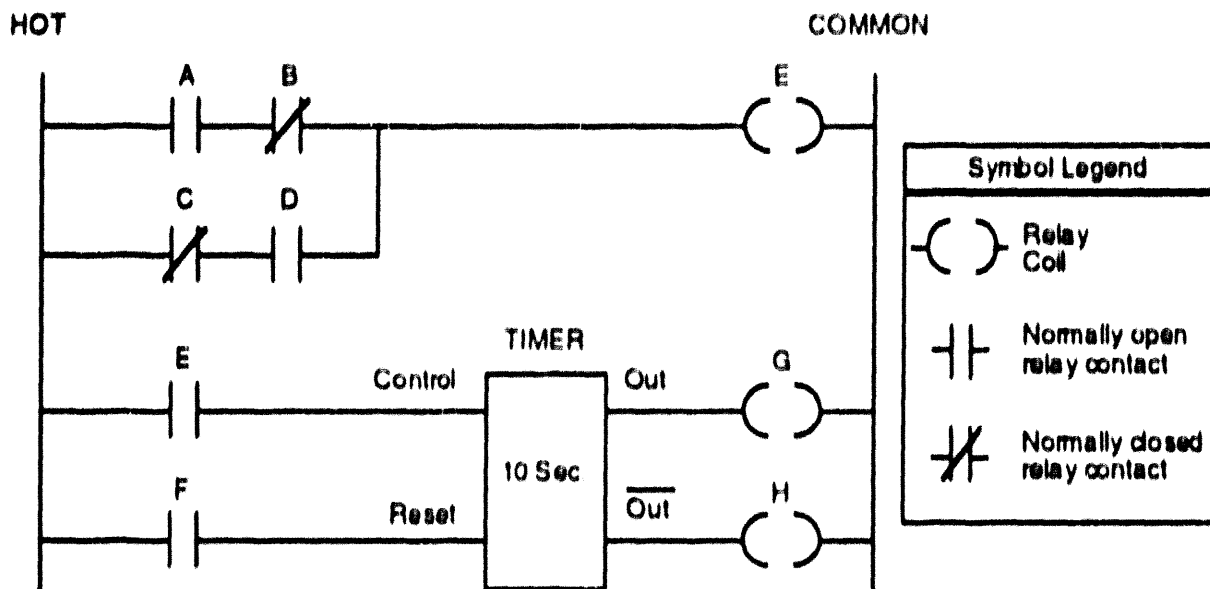 HOT
COMMON
A
B
E
C
D
Symbol Legend
Relay
Coil
Normally open
relay contact
Normally closed
relay contact
TIMER
E
Control
Out
G
10 Sec
F
Reset
Out
H